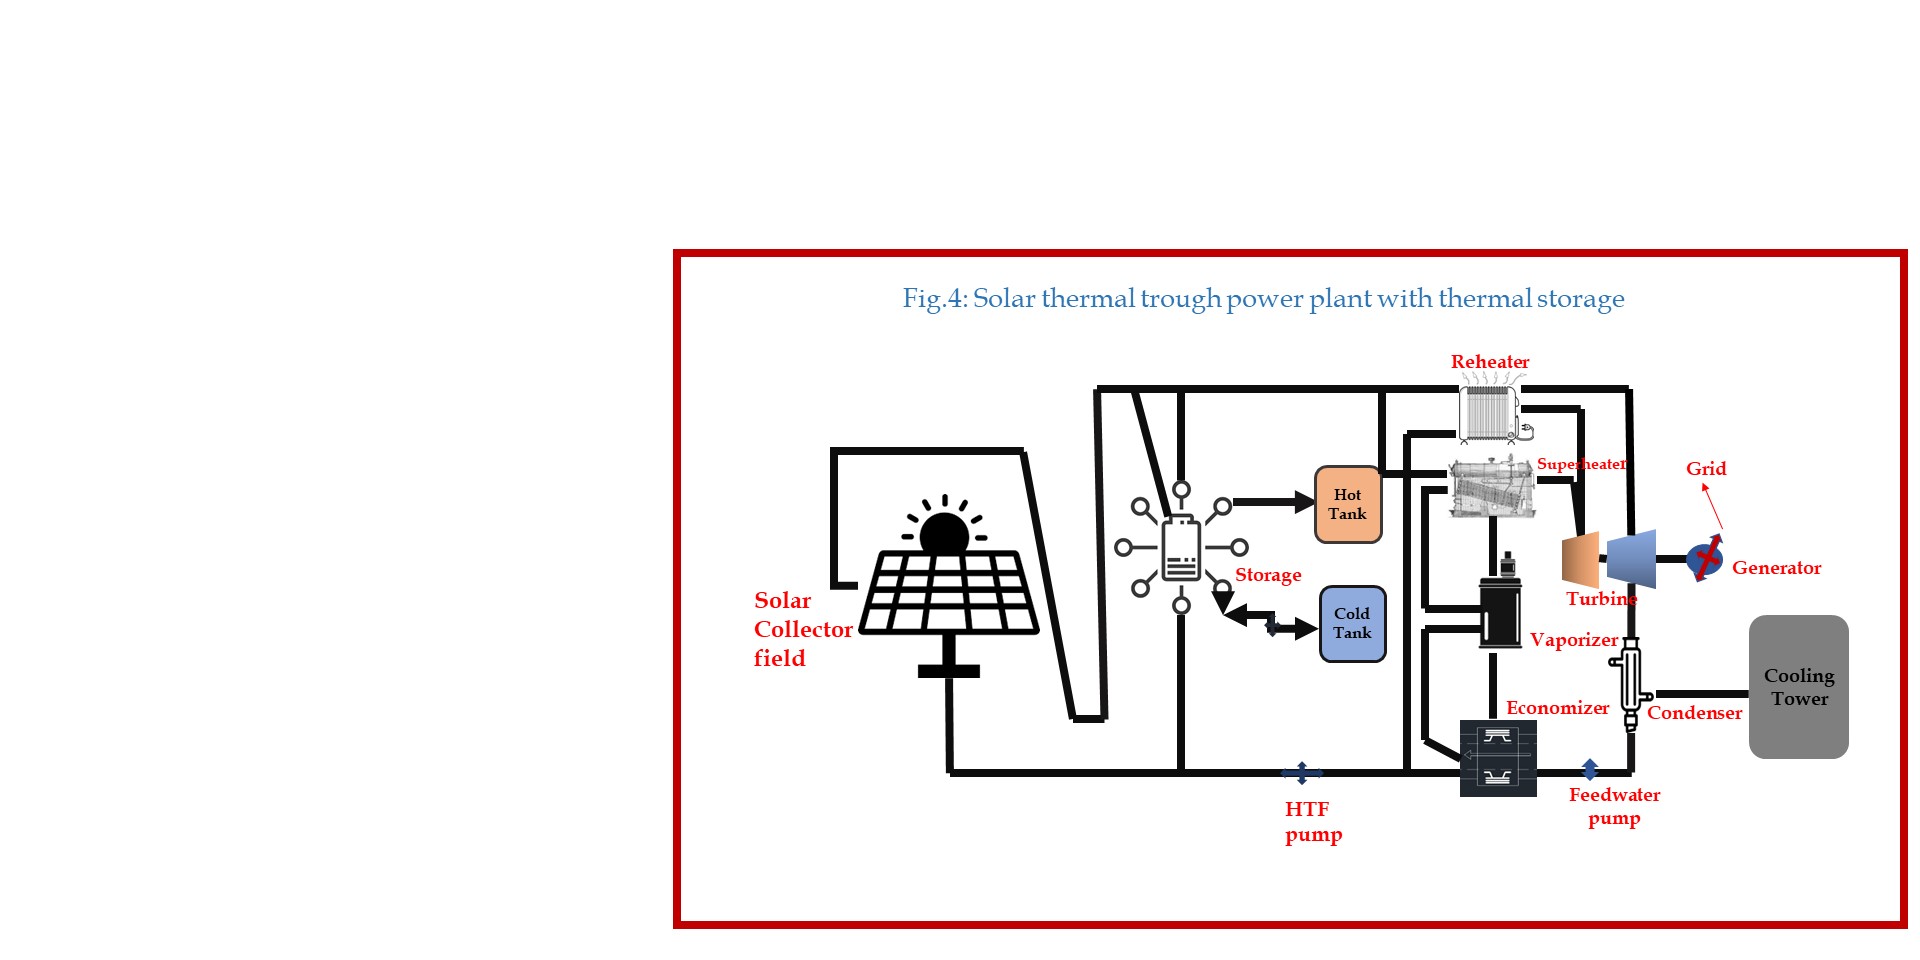 Fig.4: Solar thermal trough power plant with thermal storage
Reheater
Superheater
Grid
Hot
Tank
Storage
Generator
Solar
Collector
field
Turbine
Cold
Tank
Vaporizer
Cooling
Tower
Economizer
Condenser
HTF
pump
Feedwater
pump